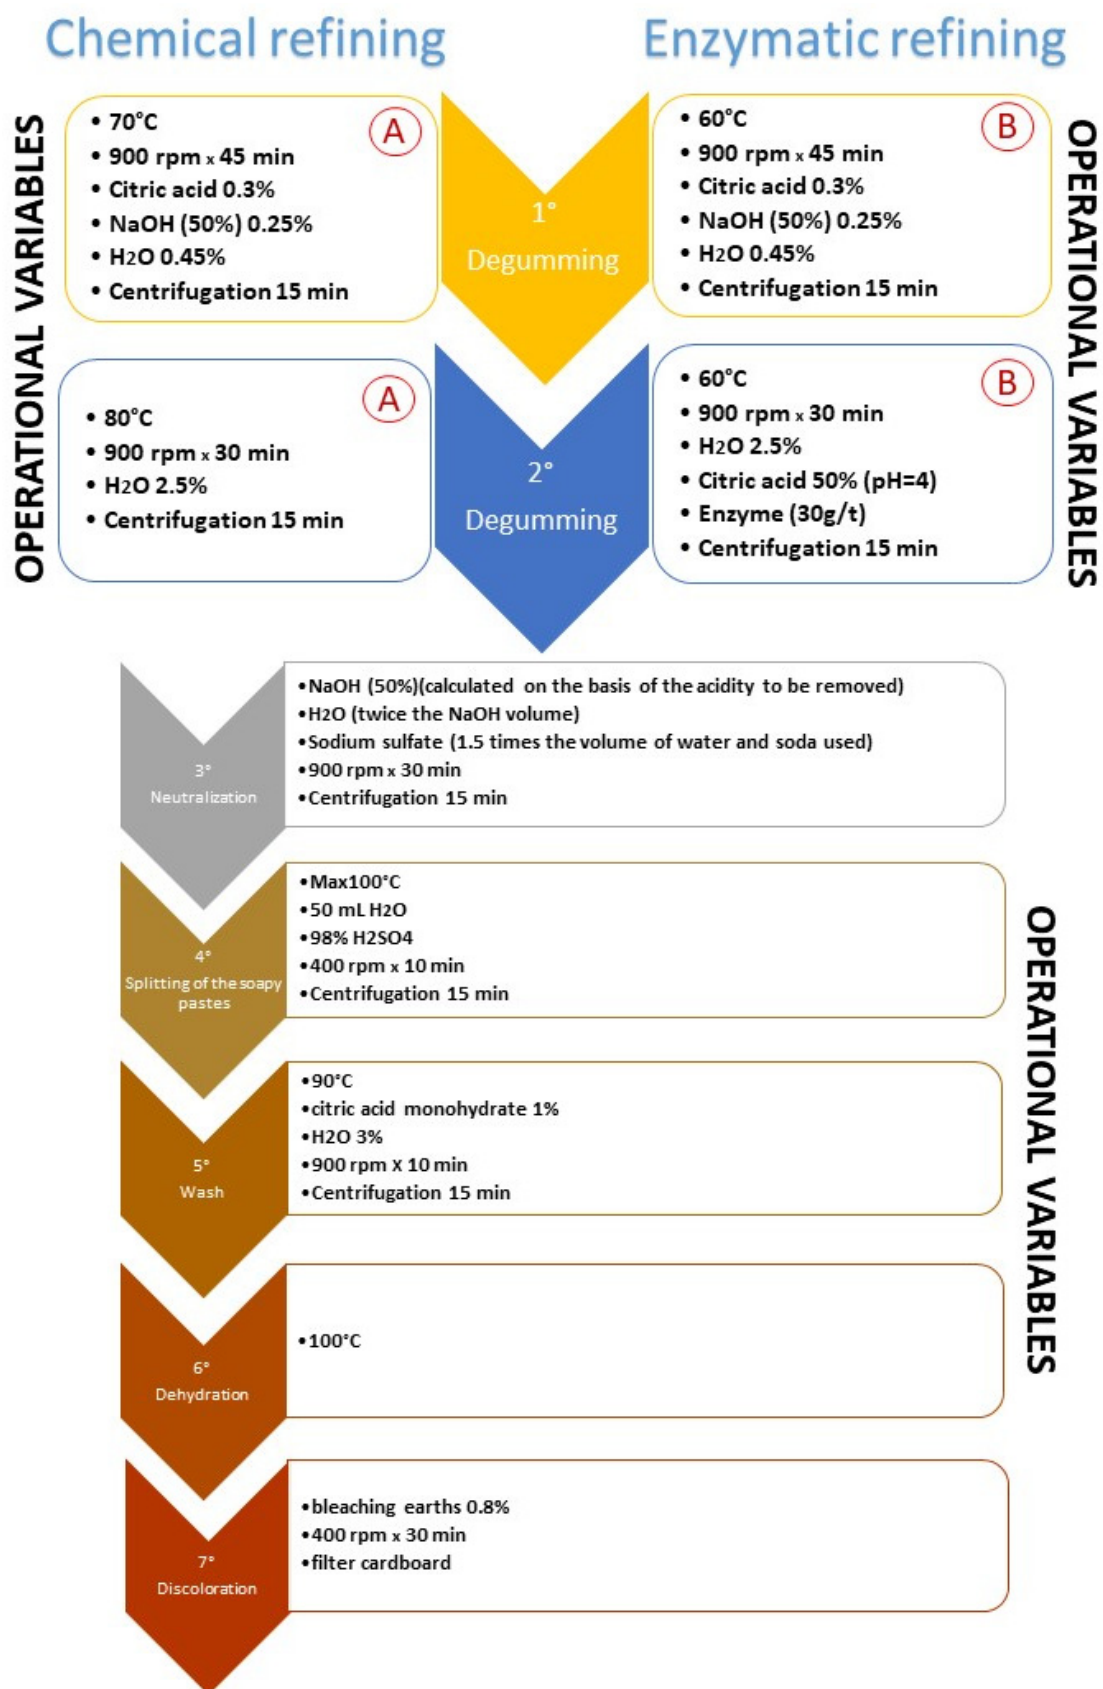 Chemical refining
Enzymatic refining
OPERATIONAL VARIABLES
A
• 70°C
• 900 rpm x 45 min
• Citric acid 0.3%
• NaOH (50%) 0.25%
• H2O 0.45%
• Centrifugation 15 min
1°
Degumming
B
• 60°C
• 900 rpm x 45 min
• Citric acid 0.3%
• NaOH (50%) 0.25%
• H2O 0.45%
• Centrifugation 15 min
OPERATIONAL VARIABLES
A
• 80°C
• 900 rpm x 30 min
• H2O 2.5%
• Centrifugation 15 min
2°
Degumming
B
• 60°C
• 900 rpm x 30 min
• H2O 2.5%
• Citric acid 50% (pH=4)
• Enzyme (30g/t)
• Centrifugation 15 min
3°
Neutralization
•NaOH (50%)(calculated on the basis of the acidity to be removed)
•H2O (twice the NaOH volume)
•Sodium sulfate (1.5 times the volume of water and soda used)
•900 rpm x 30 min
•Centrifugation 15 min
4°
Splitting of the soapy
pastes
•Max100°C
•50 mL H2O
•98% H2SO4
•400 rpm x 10 min
•Centrifugation 15 min
OPERATIONAL VARIABLES
5°
Wash
•90°C
•citric acid monohydrate 1%
•H2O 3%
•900 rpm X 10 min
•Centrifugation 15 min
6°
Dehydration
•100°C
7°
Discoloration
•bleaching earths 0.8%
•400 rpm x 30 min
•filter cardboard